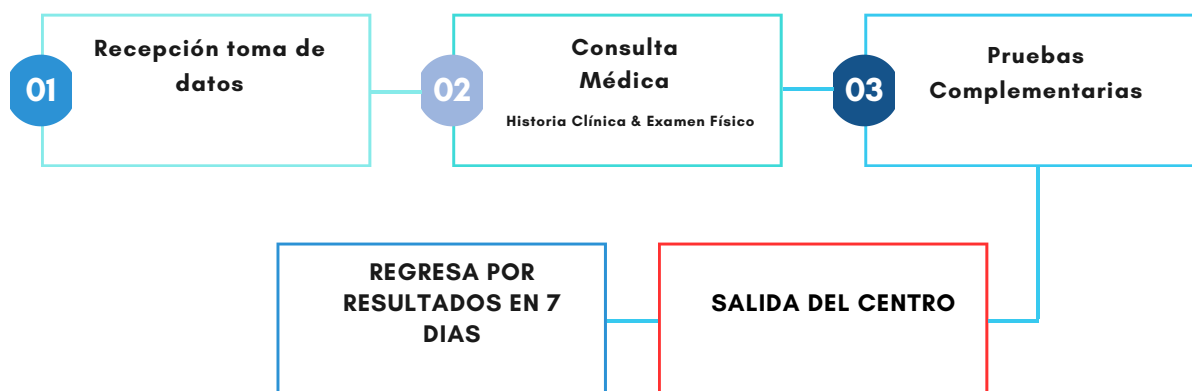 01
Recepción toma de
datos
02
Consulta
Médica
Historia Clínica & Examen Físico
03
Pruebas
Complementarias
REGRESA POR
RESULTADOS EN 7
DIAS
SALIDA DEL CENTRO